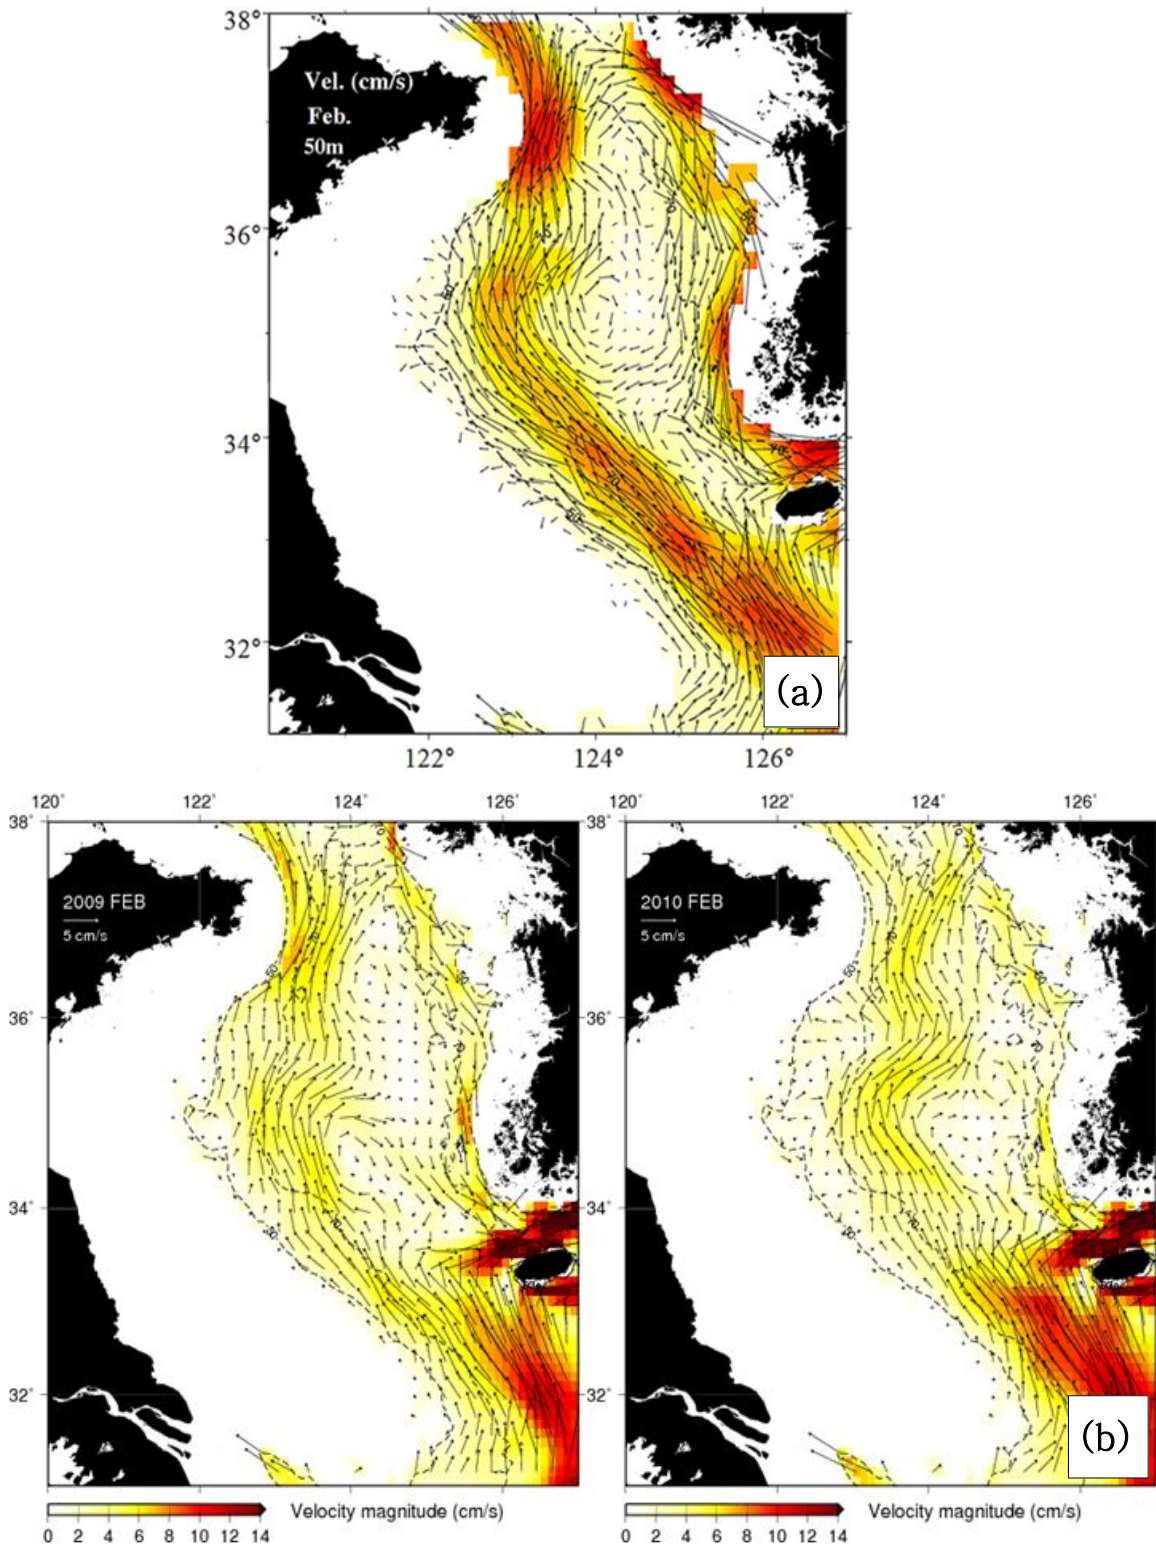 38°
Vel. (cm/s)
Feb.
50m
36°
34°
32°
(a)
122° 124° 126°
120° 122° 124° 126° 120° 122° 124° 126°
38° 38°
2009 FEB 2010 FEB
5 cm/s 5 cm/s
36° 36°
34° 34°
32° 32°
(b)
Velocity magnitude (cm/s) Velocity magnitude (cm/s)
0 2 4 6 8 10 12 14 0 2 4 6 8 10 12 14